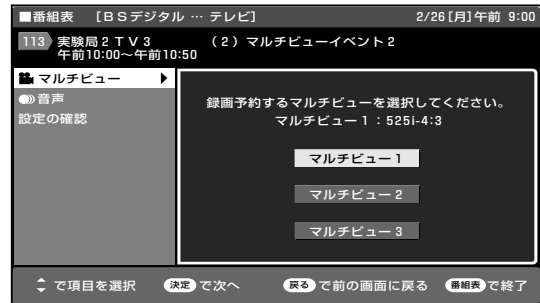 ■番組表 [BSデジタル … テレビ] 2/26[月]午前 9:00
113 実験局2TV3 (2)マルチビューイベント2
午前10:00〜午前10:50
マルチビュー
音声
設定の確認
録画予約するマルチビューを選択してください。
マルチビュー1:525i-4:3
マルチビュー1
マルチビュー2
マルチビュー3
で項目を選択 決定 で次へ 戻る で前の画面に戻る 番組表 で終了